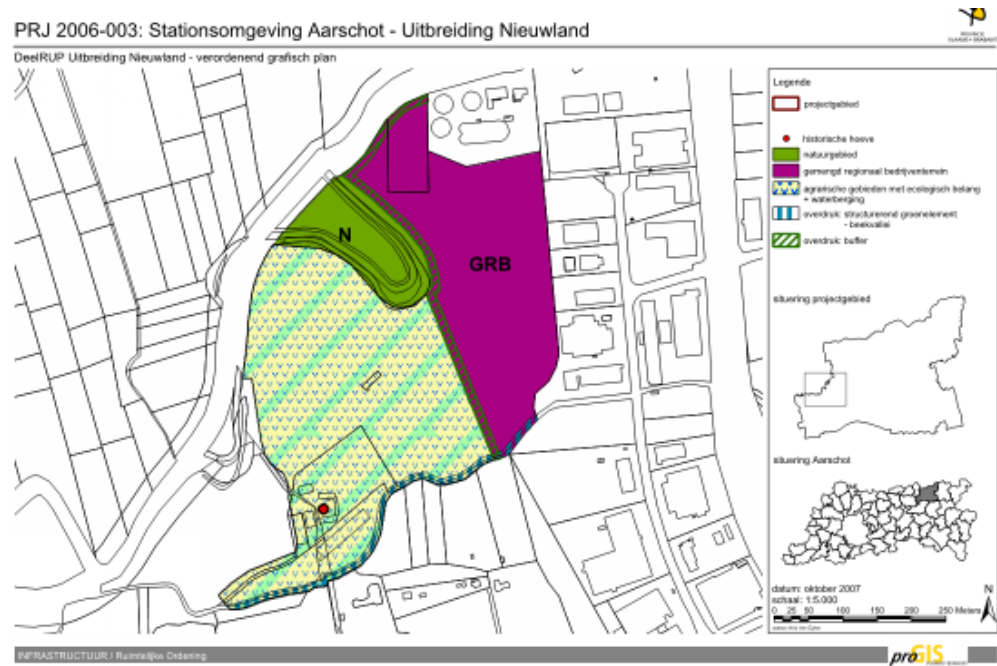 PRJ 2006-003: Stationsomgeving Aarschot - Uitbreiding Nieuwland
PROVINCIE
VLAAMS-BRABANT
DeelRUP Uitbreiding Nieuwland - verordenend grafisch plan
N
GRB
Legende
projectgebied
historische hoeve
natuurgebied
gemengd regionaal bedrijventerrein
agrarische gebieden met ecologisch belang
+ waterberging
overdruk: structurerend groenelement
- beekvallei
overdruk: buffer
situering projectgebied
situering Aarschot
datum: oktober 2007
schaal: 1:5.000
N
0 25 50 100 150 200 250 Meters
INFRASTRUCTUUR / Ruimtelijke Ordening
proGIS